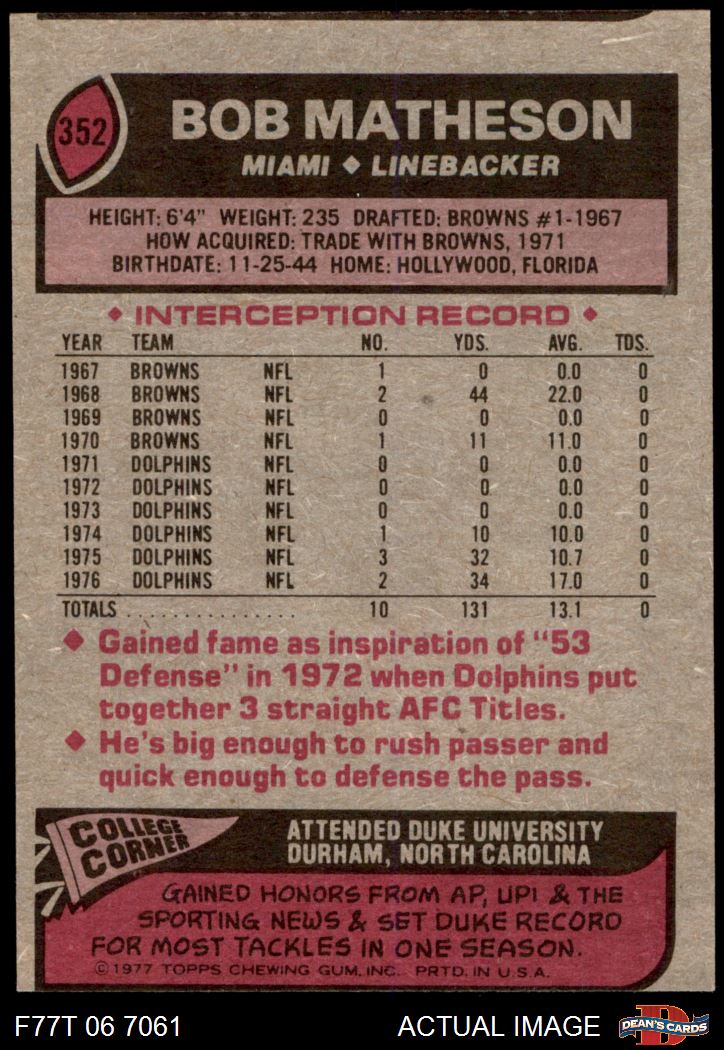 352
BOB MATHESON
MIAMI ◆ LINEBACKER
HEIGHT: 6'4" WEIGHT: 235 DRAFTED: BROWNS #1-1967
HOW ACQUIRED: TRADE WITH BROWNS, 1971
BIRTHDATE: 11-25-44 HOME: HOLLYWOOD, FLORIDA
◆ INTERCEPTION RECORD ◆
YEAR TEAM NO. YDS. AVG. TDS.
1967 BROWNS NFL 1 0 0.0 0
1968 BROWNS NFL 2 44 22.0 0
1969 BROWNS NFL 0 0 0.0 0
1970 BROWNS NFL 1 11 11.0 0
1971 DOLPHINS NFL 0 0 0.0 0
1972 DOLPHINS NFL 0 0 0.0 0
1973 DOLPHINS NFL 0 0 0.0 0
1974 DOLPHINS NFL 1 10 10.0 0
1975 DOLPHINS NFL 3 32 10.7 0
1976 DOLPHINS NFL 2 34 17.0 0
TOTALS ................ 10 131 13.1 0
◆ Gained fame as inspiration of "53
Defense" in 1972 when Dolphins put
together 3 straight AFC Titles.
◆ He's big enough to rush passer and
quick enough to defense the pass.
COLLEGE
CORNER
ATTENDED DUKE UNIVERSITY
DURHAM, NORTH CAROLINA
GAINED HONORS FROM AP, UPI & THE
SPORTING NEWS & SET DUKE RECORD
FOR MOST TACKLES IN ONE SEASON.
©1977 TOPPS CHEWING GUM, INC. PRTD. IN U.S.A.
F77T 06 7061
ACTUAL IMAGE
D
DEAN'S CARDS